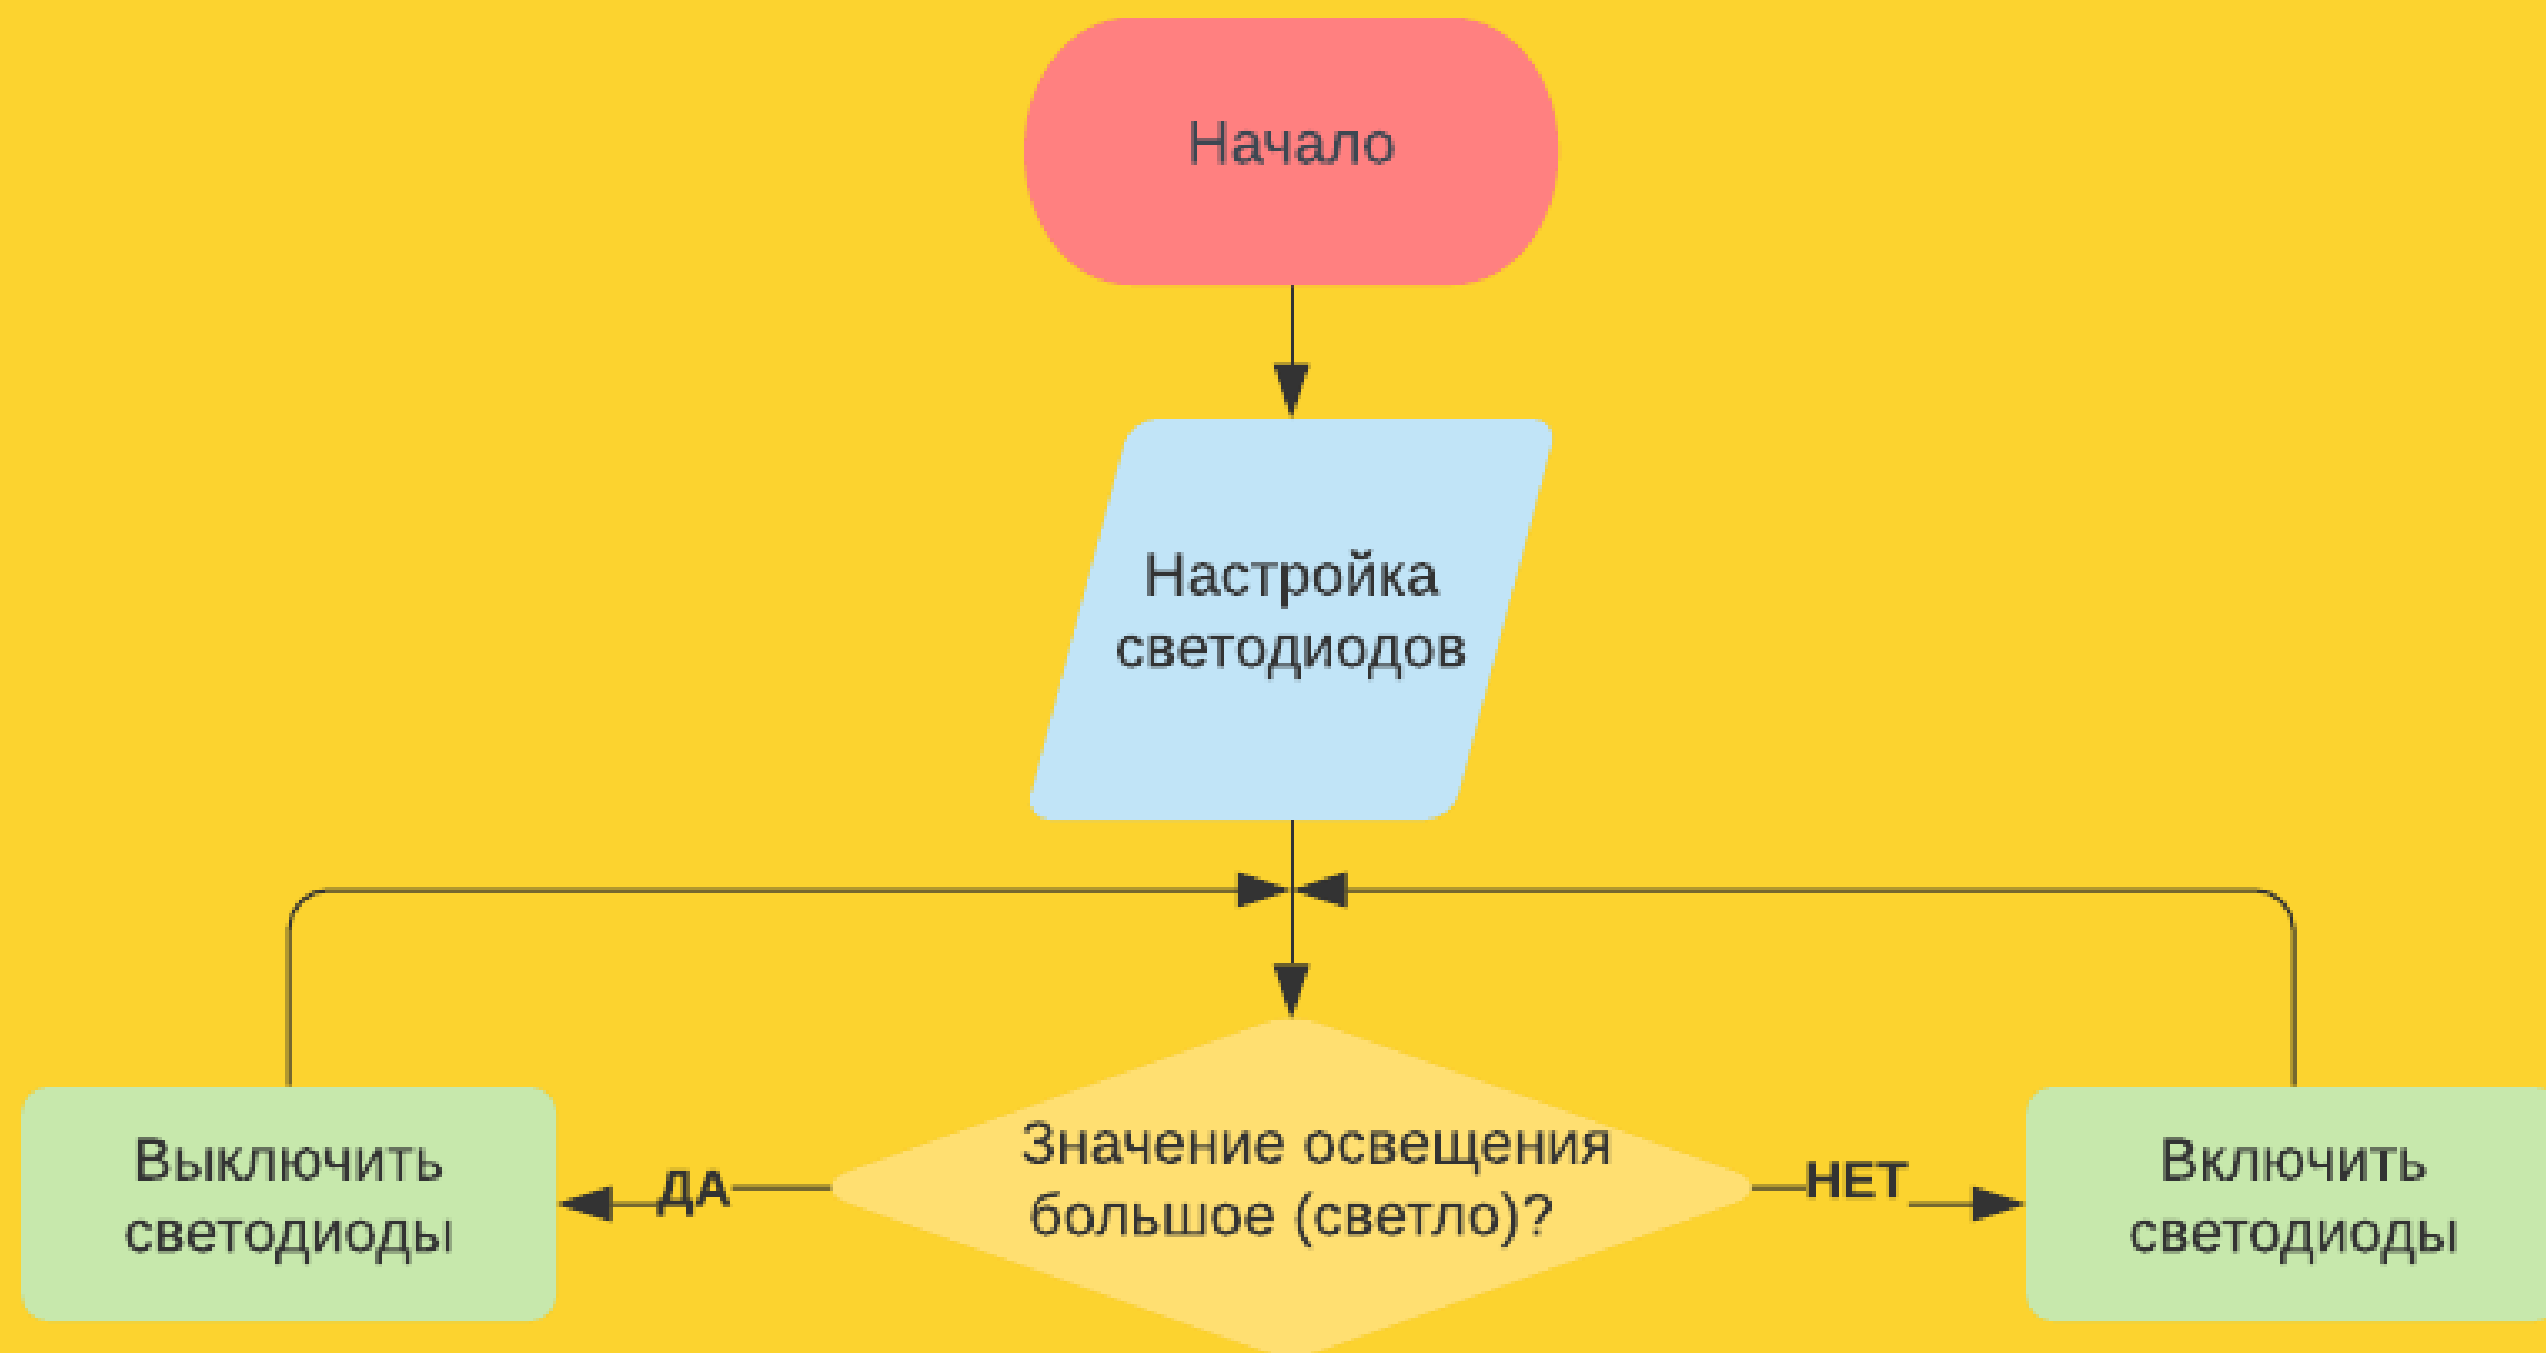 Начало
Настройка
светодиодов
Значение освещения
большое (светло)?
ДА
НЕТ
Выключить
светодиоды
Включить
светодиоды